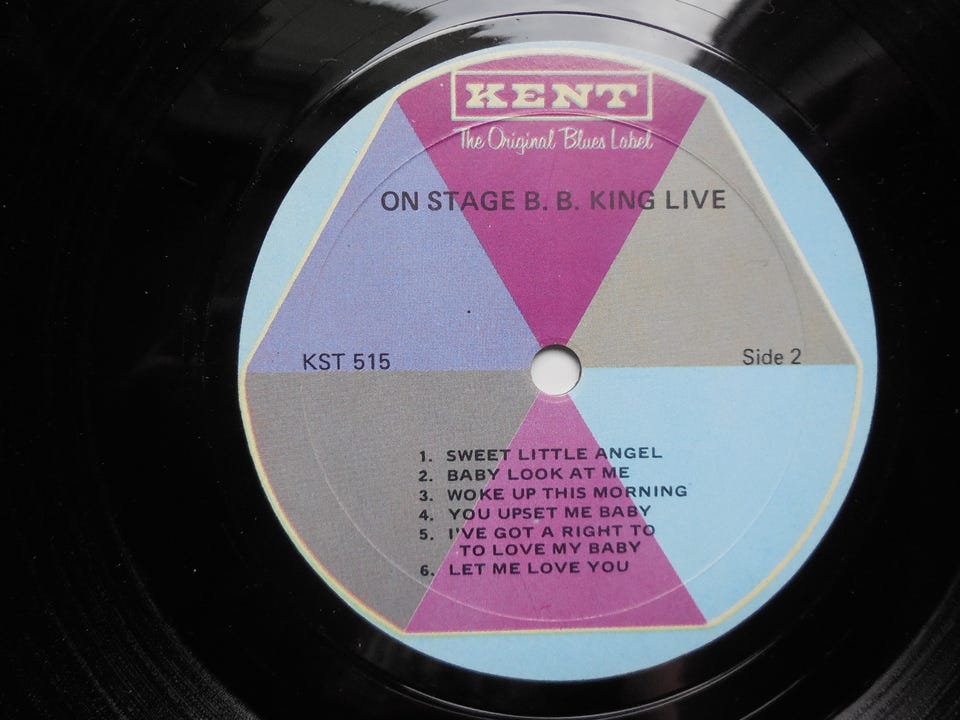 KENT
The Original Blues Label
ON STAGE B. B. KING LIVE
KST 515
Side 2
1. SWEET LITTLE ANGEL
2. BABY LOOK AT ME
3. WOKE UP THIS MORNING
4. YOU UPSET ME BABY
5. I'VE GOT A RIGHT TO
TO LOVE MY BABY
6. LET ME LOVE YOU